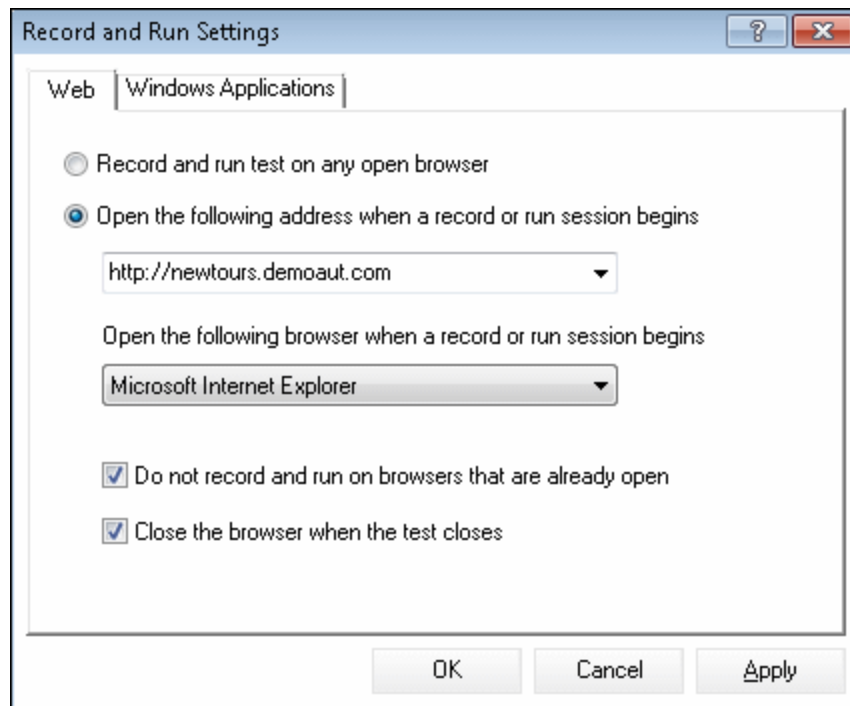 Record and Run Settings
Web
Windows Applications
Record and run test on any open browser
Open the following address when a record or run session begins
http://newtours.demoaut.com
Open the following browser when a record or run session begins
Microsoft Internet Explorer
Do not record and run on browsers that are already open
Close the browser when the test closes
OK
Cancel
Apply